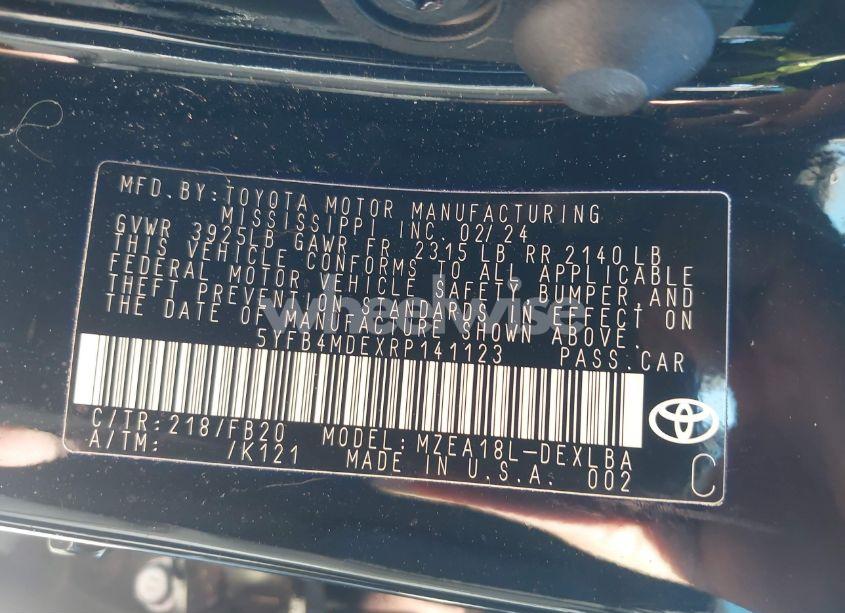 MFD. BY: TOYOTA MOTOR MANUFACTURING
MISSISSIPPI INC. 02/24
GVWR 3925LB GAWR FR 2315LB RR 2140LB
THIS VEHICLE CONFORMS TO ALL APPLICABLE
FEDERAL MOTOR VEHICLE SAFETY, BUMPER, AND
THEFT PREVENTION STANDARDS IN EFFECT ON
THE DATE OF MANUFACTURE SHOWN ABOVE.
5YFB4MDEXRP141123 PASS.CAR
C/TR: 218/FB20 MODEL: MZEA18L-DEXLBA
A/TM: /K121 MADE IN U.S.A. 002
C
wheelwise